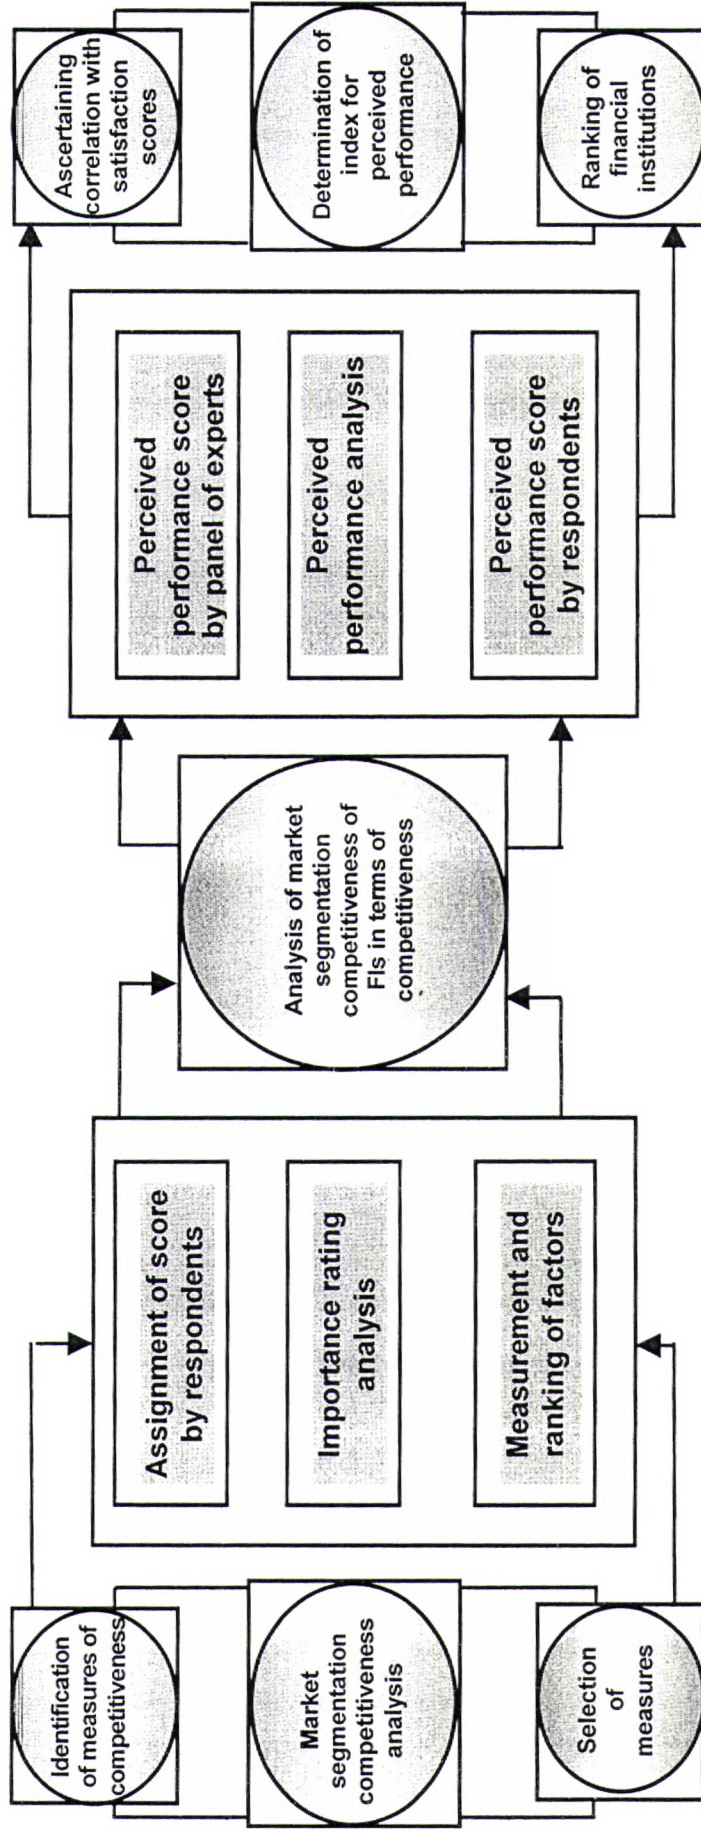 Identification
of measures of
competitiveness
Market
segmentation
competitiveness
analysis
Selection
of
measures
Assignment of score
by respondents
Importance rating
analysis
Measurement and
ranking of factors
Analysis of market
segmentation
competitiveness of
FIs in terms of
competitiveness
Perceived
performance score
by panel of experts
Perceived
performance analysis
Perceived
performance score
by respondents
Ascertaining
correlation with
satisfaction
scores
Determination of
index for
perceived
performance
Ranking of
financial
institutions